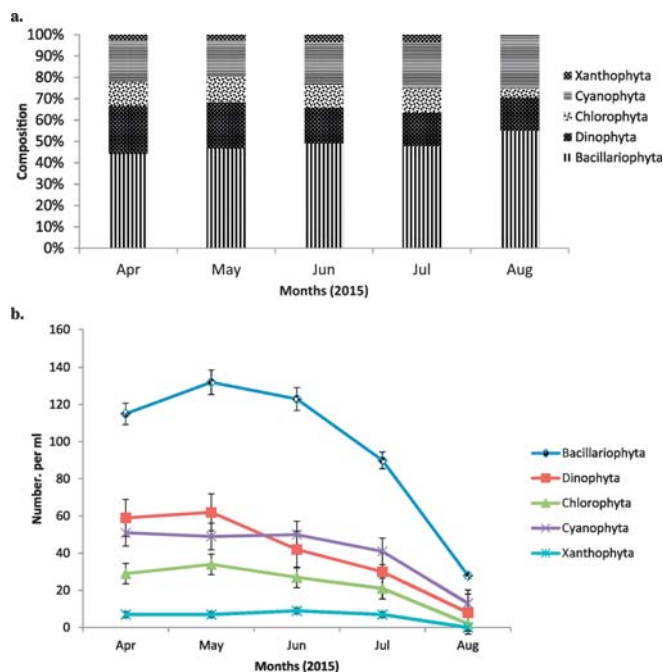 a.
100%
90%
80%
70%
60%
50%
40%
30%
20%
10%
0%
Composition
Apr May Jun Jul Aug
Months (2015)
Xanthophyta
Cyanophyta
Chlorophyta
Dinophyta
Bacillariophyta
b.
160
140
120
100
80
60
40
20
0
Number. per ml
Apr May Jun Jul Aug
Months (2015)
Bacillariophyta
Dinophyta
Chlorophyta
Cyanophyta
Xanthophyta